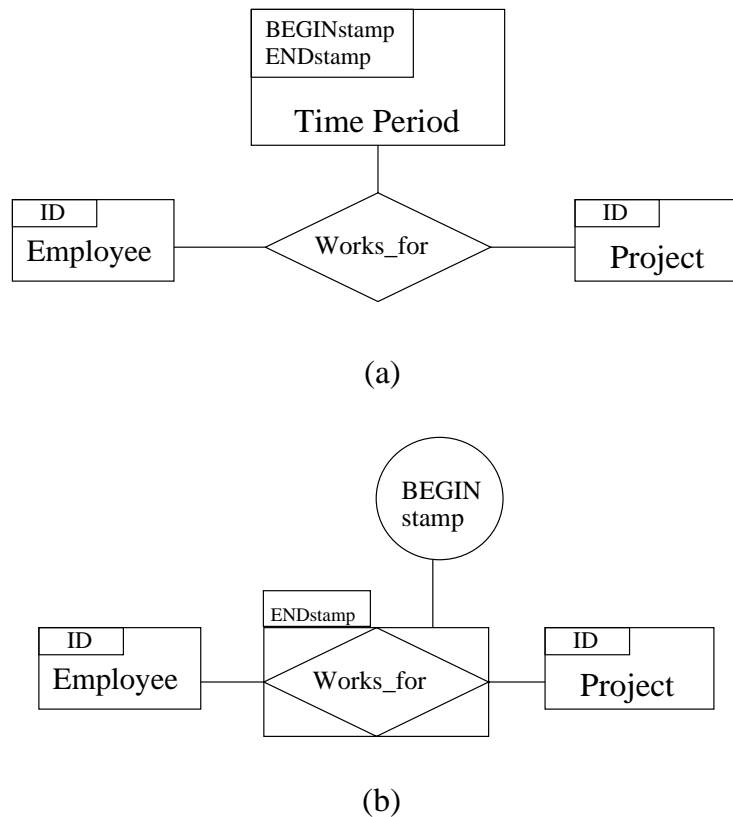 BEGINstamp
ENDstamp
Time Period
ID
Employee
Works_for
ID
Project
(a)
BEGIN
stamp
ENDstamp
ID
Employee
Works_for
ID
Project
(b)